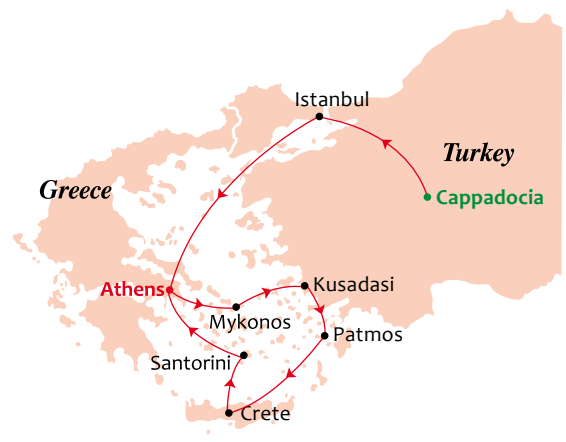 Istanbul
Turkey
Greece
Cappadocia
Athens
Kusadasi
Mykonos
Patmos
Santorini
Crete